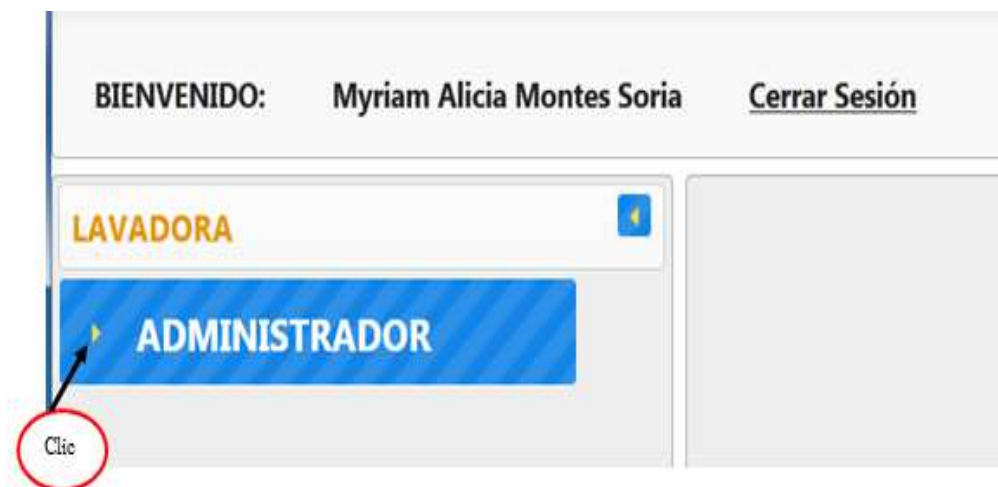 BIENVENIDO: Myriam Alicia Montes Soria Cerrar Sesión
LAVADORA
ADMINISTRADOR
Clic